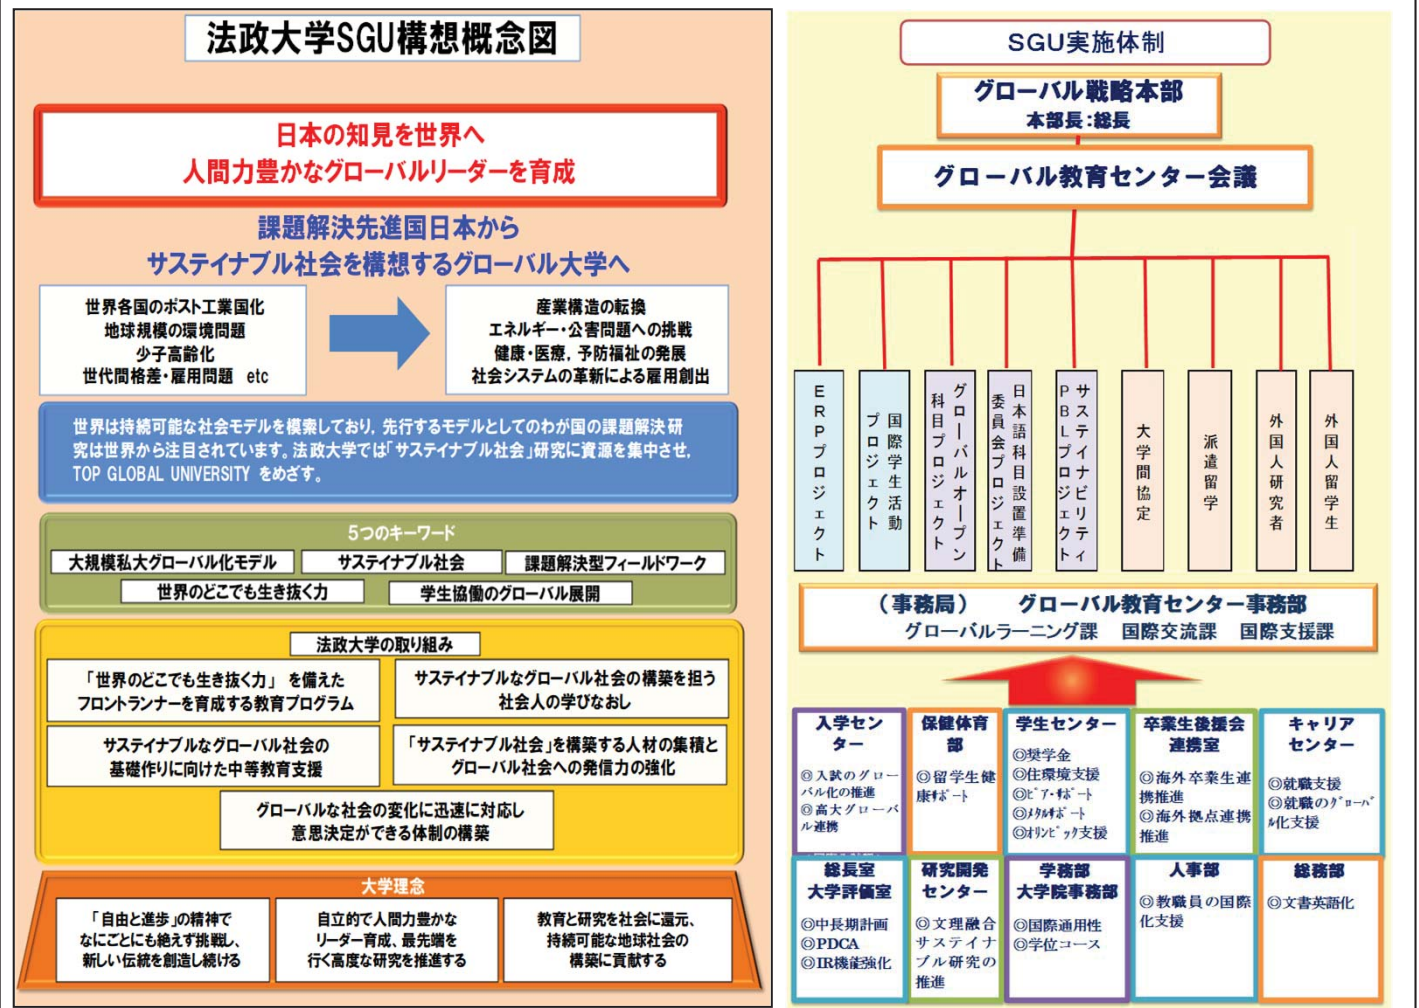 法政大学SGU構想概念図
日本の知見を世界へ
人間力豊かなグローバルリーダーを育成
課題解決先進国日本から
サステイナブル社会を構想するグローバル大学へ
世界各国のポスト工業国化
地球規模の環境問題
少子高齢化
世代間格差・雇用問題 etc
産業構造の転換
エネルギー・公害問題への挑戦
健康・医療，予防福祉の発展
社会システムの革新による雇用創出
世界は持続可能な社会モデルを模索しており，先行するモデルとしてのわが国の課題解決研
究は世界から注目されています。法政大学では「サステイナブル社会」研究に資源を集中させ，
TOP GLOBAL UNIVERSITY をめざす。
5つのキーワード
大規模私大グローバル化モデル
サステイナブル社会
課題解決型フィールドワーク
世界のどこでも生き抜く力
学生協働のグローバル展開
法政大学の取り組み
「世界のどこでも生き抜く力」 を備えた
フロントランナーを育成する教育プログラム
サステイナブルなグローバル社会の構築を担う
社会人の学びなおし
サステイナブルなグローバル社会の
基礎作りに向けた中等教育支援
「サステイナブル社会」を構築する人材の集積と
グローバル社会への発信力の強化
グローバルな社会の変化に迅速に対応し
意思決定ができる体制の構築
大学理念
「自由と進歩」の精神で
なにごとにも絶えず挑戦し、
新しい伝統を創造し続ける
自立的で人間力豊かな
リーダー育成、最先端を
行く高度な研究を推進する
教育と研究を社会に還元、
持続可能な地球社会の
構築に貢献する
SGU実施体制
グローバル戦略本部
本部長：総長
グローバル教育センター会議
ERPプロジェクト
国際学生活動
プロジェクト
グローバルオープン
科目プロジェクト
日本語科目設置準備
委員会プロジェクト
サステイナビリティ
PBLプロジェクト
大学間協定
派遣留学
外国人研究者
外国人留学生
（事務局） グローバル教育センター事務部
グローバルラーニング課 国際交流課 国際支援課
入学セン
ター
◎入試のグロー
バル化の推進
◎高大グローバ
ル連携
保健体育
部
◎留学生健
康ｻﾎﾟｰﾄ
学生センター
◎奨学金
◎住環境支援
◎ﾋﾟｱ・ｻﾎﾟｰﾄ
◎ﾒﾝﾀﾙｻﾎﾟｰﾄ
◎ｵﾘﾝﾋﾟｯｸ支援
卒業生後援会
連携室
◎海外卒業生連
携推進
◎海外拠点連携
推進
キャリア
センター
◎就職支援
◎就職のｸﾞﾛｰﾊﾞ
ﾙ化支援
総長室
大学評価室
◎中長期計画
◎PDCA
◎IR機能強化
研究開発
センター
◎文理融合
サステイナ
ブル研究の
推進
学務部
大学院事務部
◎国際通用性
◎学位コース
人事部
◎教職員の国際
化支援
総務部
◎文書英語化